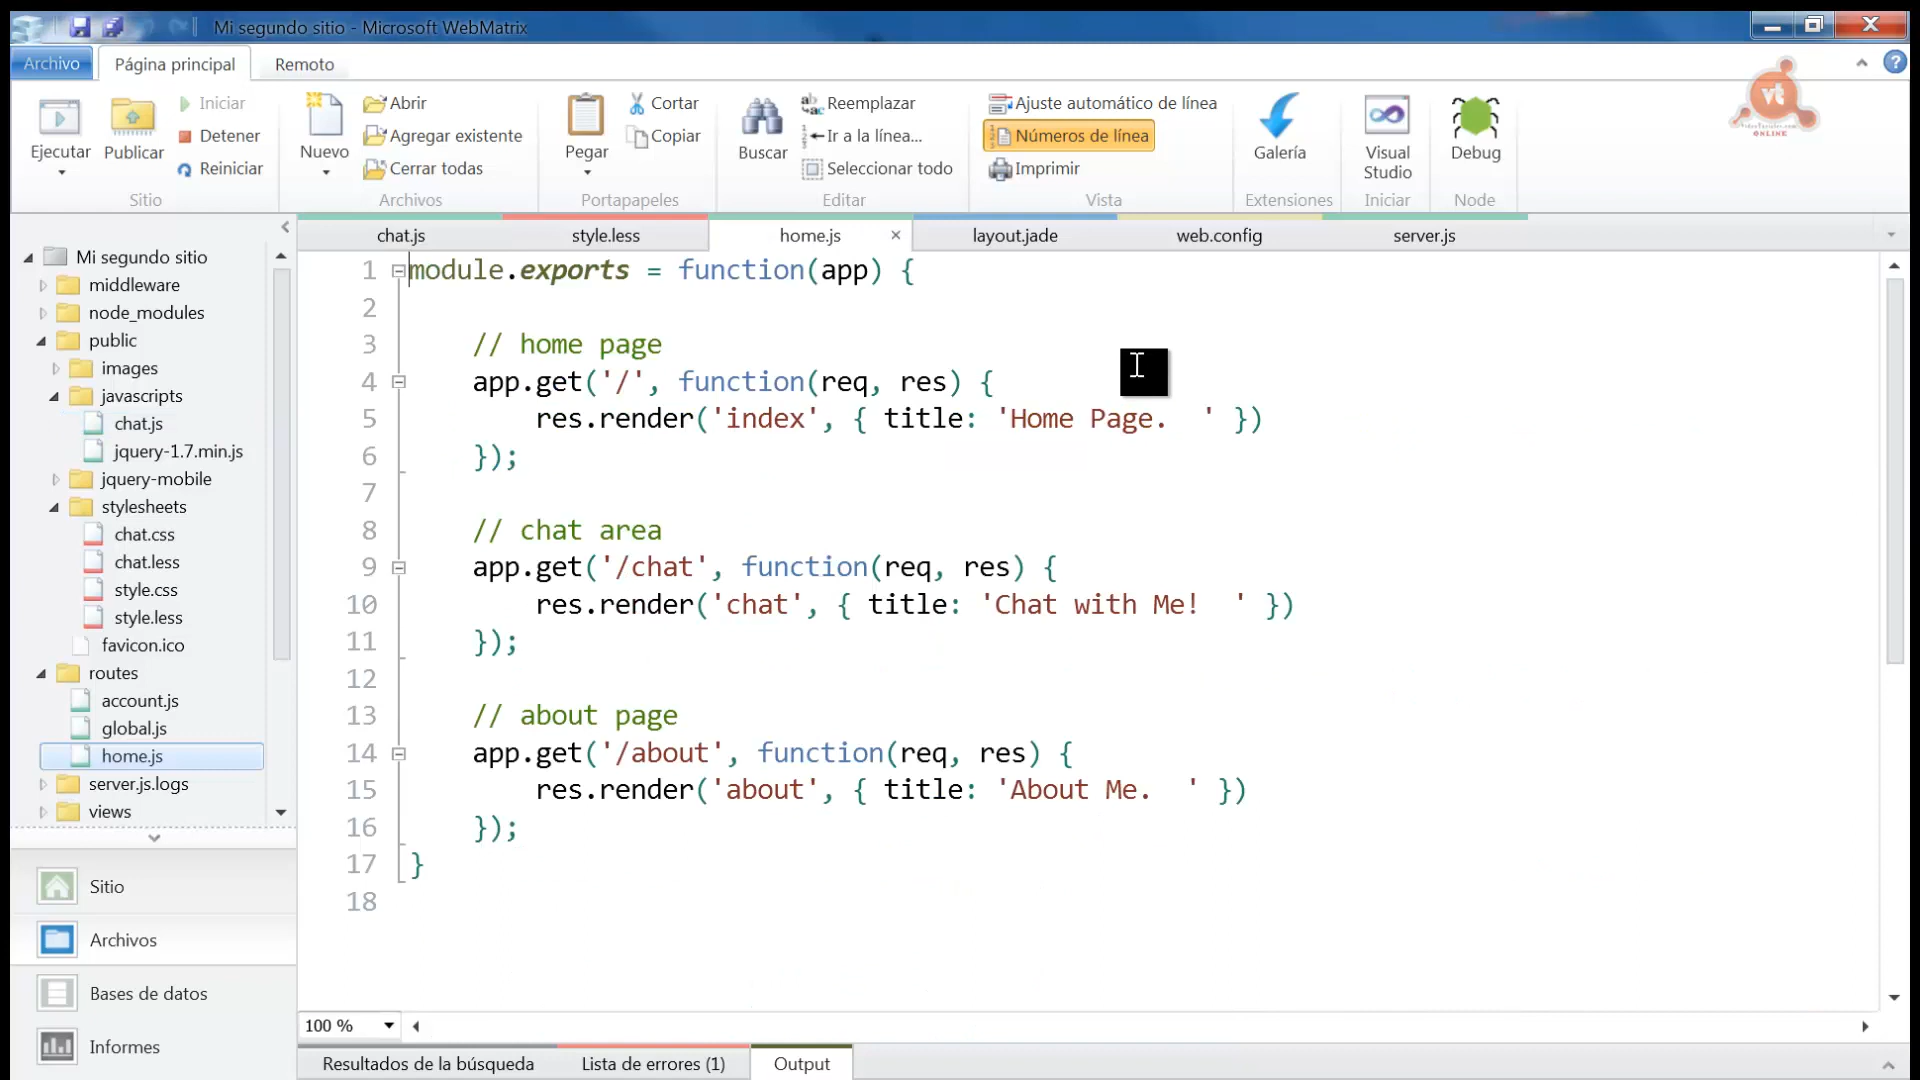 Mi segundo sitio - Microsoft WebMatrix
Archivo
Página principal
Remoto
Ejecutar
Publicar
Iniciar
Detener
Reiniciar
Sitio
Nuevo
Abrir
Agregar existente
Cerrar todas
Archivos
Pegar
Cortar
Copiar
Portapapeles
Buscar
Reemplazar
Ir a la línea...
Seleccionar todo
Editar
Ajuste automático de línea
Números de línea
Imprimir
Vista
Galería
Extensiones
Visual
Studio
Iniciar
Debug
Node
vt
ONLINE
Mi segundo sitio
middleware
node_modules
public
images
javascripts
chat.js
jquery-1.7.min.js
jquery-mobile
stylesheets
chat.css
chat.less
style.css
style.less
favicon.ico
routes
account.js
global.js
home.js
server.js.logs
views
Sitio
Archivos
Bases de datos
Informes
chat.js
style.less
home.js
layout.jade
web.config
server.js
1 module.exports = function(app) {
2
3 // home page
4 app.get('/', function(req, res) {
5 res.render('index', { title: 'Home Page.  ' })
6 });
7
8 // chat area
9 app.get('/chat', function(req, res) {
10 res.render('chat', { title: 'Chat with Me!  ' })
11 });
12
13 // about page
14 app.get('/about', function(req, res) {
15 res.render('about', { title: 'About Me.  ' })
16 });
17 }
18
100 %
Resultados de la búsqueda
Lista de errores (1)
Output